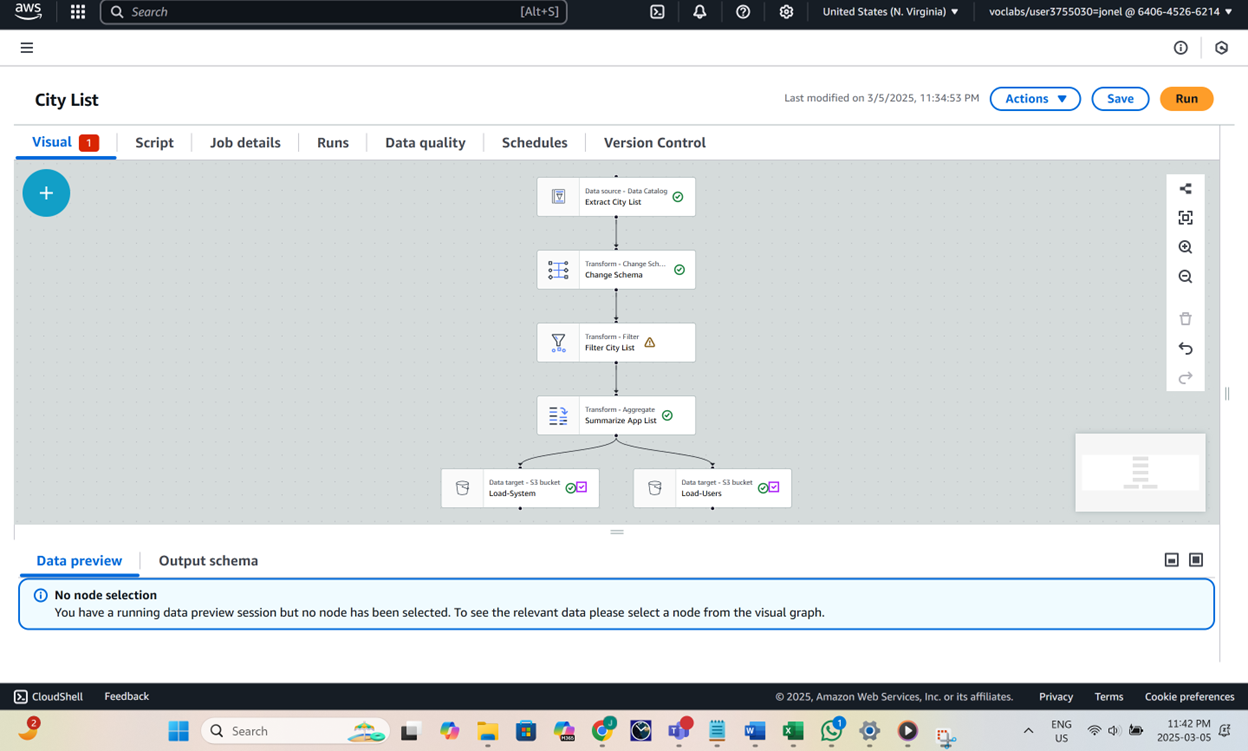 aws
Search
[Alt+S]
United States (N. Virginia) ▼
voclabs/user3755030=jonel @ 6406-4526-6214 ▼
City List
Last modified on 3/5/2025, 11:34:53 PM
Actions ▼
Save
Run
Visual 1
Script
Job details
Runs
Data quality
Schedules
Version Control
Data source - Data Catalog
Extract City List
Transform - Change Sch...
Change Schema
Transform - Filter
Filter City List
Transform - Aggregate
Summarize App List
Data target - S3 bucket
Load-System
Data target - S3 bucket
Load-Users
Data preview
Output schema
No node selection
You have a running data preview session but no node has been selected. To see the relevant data please select a node from the visual graph.
CloudShell
Feedback
© 2025, Amazon Web Services, Inc. or its affiliates.
Privacy
Terms
Cookie preferences
2
Search
M365
J
1
ENG
US
11:42 PM
2025-03-05